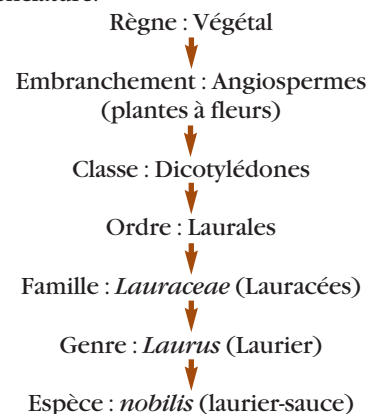 Règne : Végétal
Embranchement : Angiospermes
(plantes à fleurs)
Classe : Dicotylédones
Ordre : Laurales
Famille : Lauraceae (Lauracées)
Genre : Laurus (Laurier)
Espèce : nobilis (laurier-sauce)